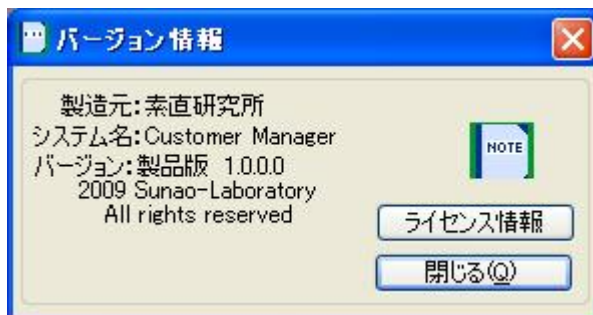 バージョン情報
製造元:素直研究所
システム名:Customer Manager
バージョン:製品版 1.0.0.0
2009 Sunao-Laboratory
All rights reserved
NOTE
ライセンス情報
閉じる(Q)